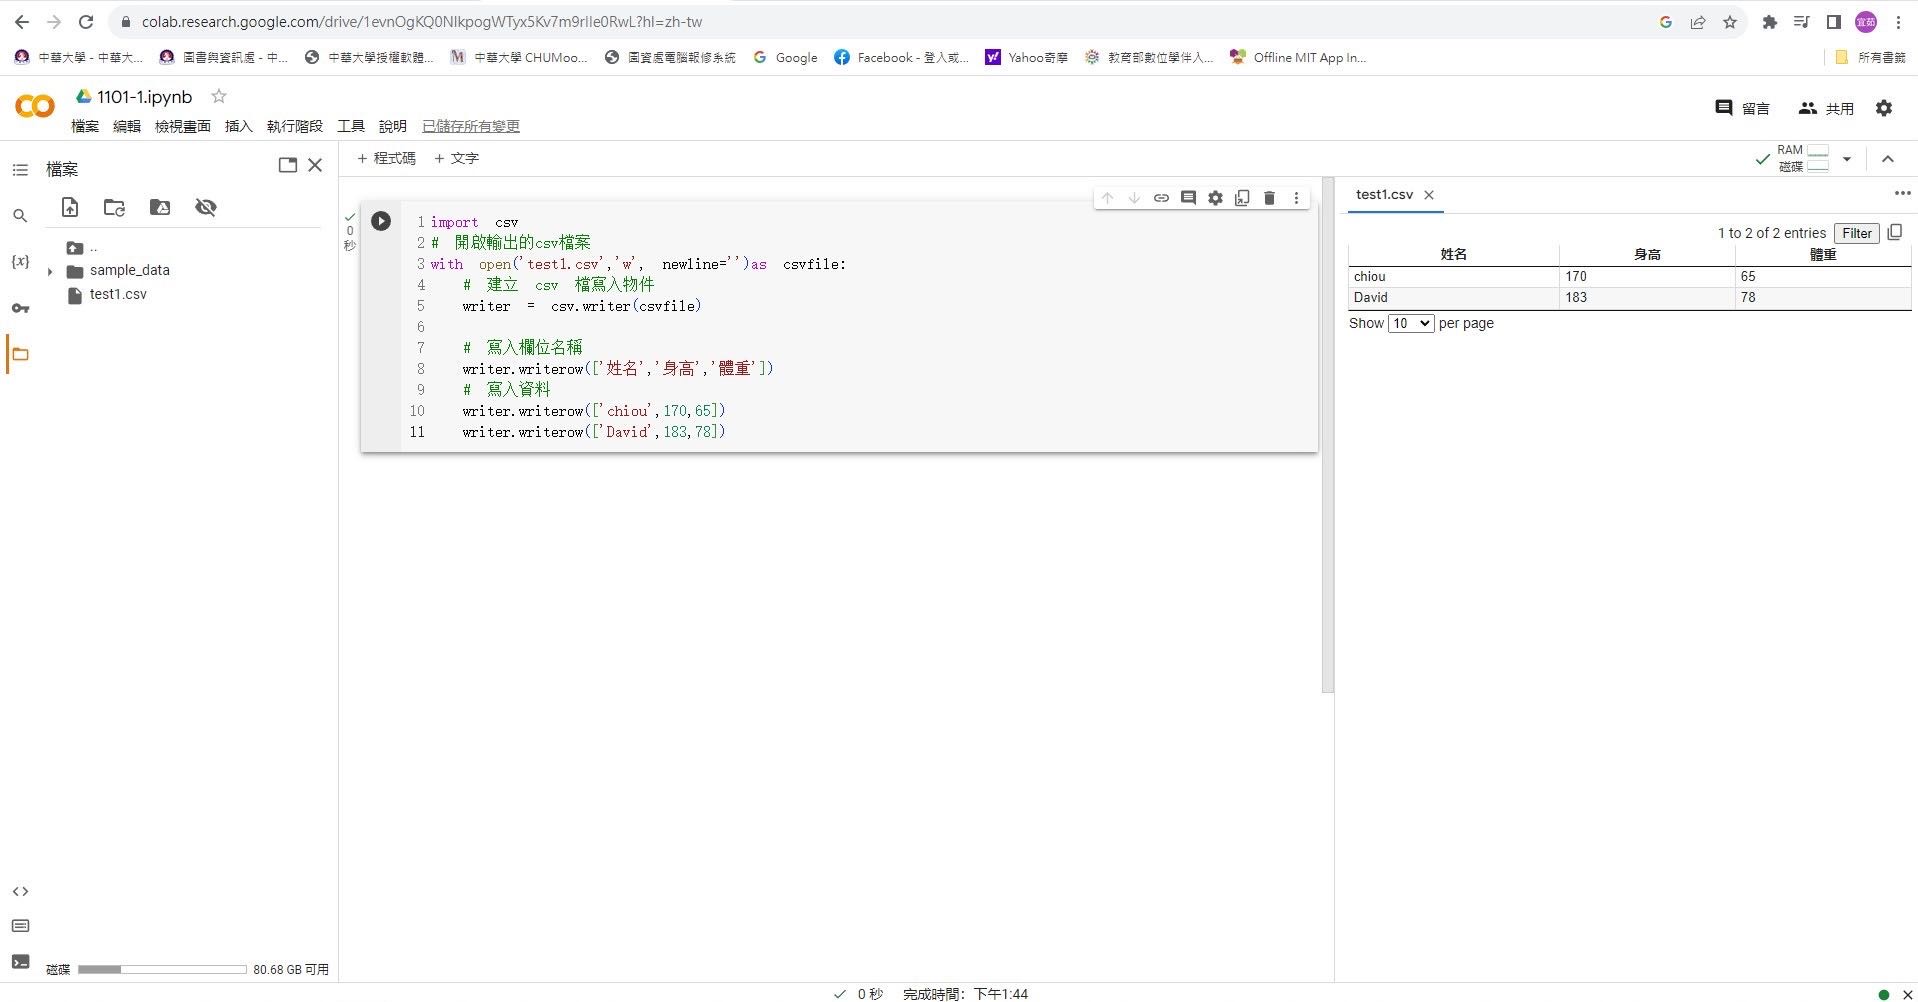 colab.research.google.com/drive/1evnOgKQ0NIkpogWTyx5Kv7m9rIIe0RwL?hl=zh-tw
宜茹
中華大學 - 中華大...
圖書與資訊處 - 中...
中華大學授權軟體...
中華大學 CHUMoo...
圖資處電腦報修系統
Google
Facebook - 登入或...
Yahoo奇摩
教育部數位學伴入...
Offline MIT App In...
所有書籤
1101-1.ipynb
檔案 編輯 檢視畫面 插入 執行階段 工具 說明 已儲存所有變更
留言
共用
檔案
+ 程式碼 + 文字
RAM
磁碟
..
sample_data
test1.csv
{x}
0
秒
1 import csv
2 # 開啟輸出的csv檔案
3 with open('test1.csv','w', newline='')as csvfile:
4 # 建立 csv 檔寫入物件
5 writer = csv.writer(csvfile)
6
7 # 寫入欄位名稱
8 writer.writerow(['姓名','身高','體重'])
9 # 寫入資料
10 writer.writerow(['chiou',170,65])
11 writer.writerow(['David',183,78])
test1.csv
1 to 2 of 2 entries Filter
姓名 身高 體重
chiou 170 65
David 183 78
Show 10 per page
磁碟 80.68 GB 可用
0 秒 完成時間：下午1:44